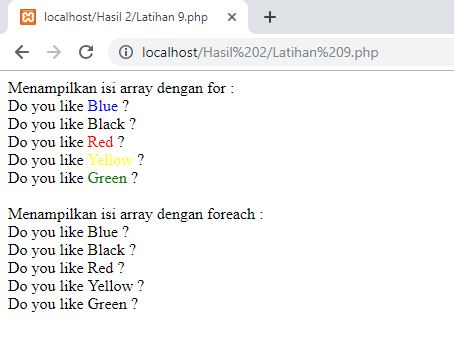 localhost/Hasil 2/Latihan 9.php
localhost/Hasil%202/Latihan%209.php
Menampilkan isi array dengan for :
Do you like Blue ?
Do you like Black ?
Do you like Red ?
Do you like Yellow ?
Do you like Green ?
Menampilkan isi array dengan foreach :
Do you like Blue ?
Do you like Black ?
Do you like Red ?
Do you like Yellow ?
Do you like Green ?